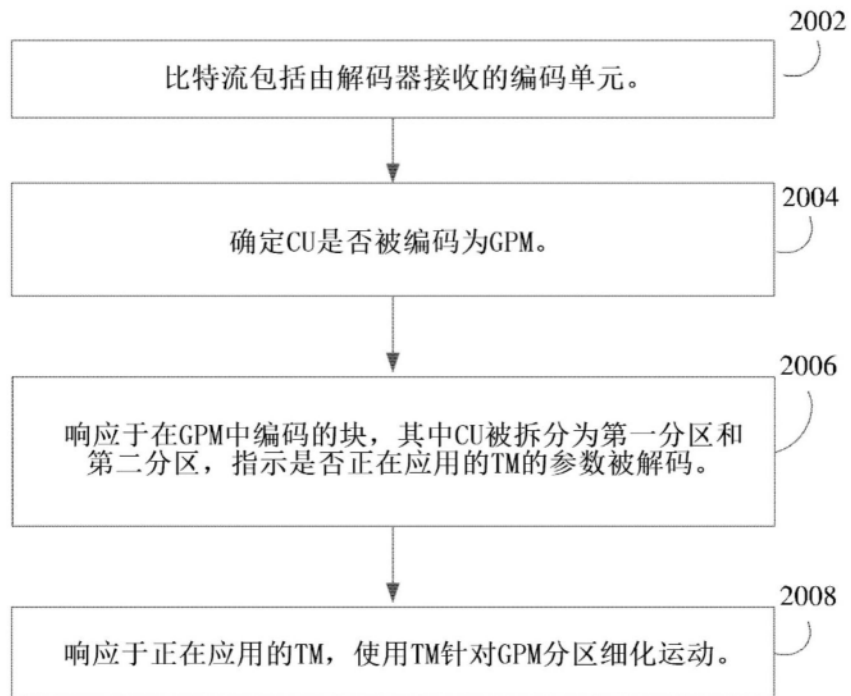 2002
比特流包括由解码器接收的编码单元。
2004
确定CU是否被编码为GPM。
2006
响应于在GPM中编码的块，其中CU被拆分为第一分区和
第二分区，指示是否正在应用的TM的参数被解码。
2008
响应于正在应用的TM，使用TM针对GPM分区细化运动。